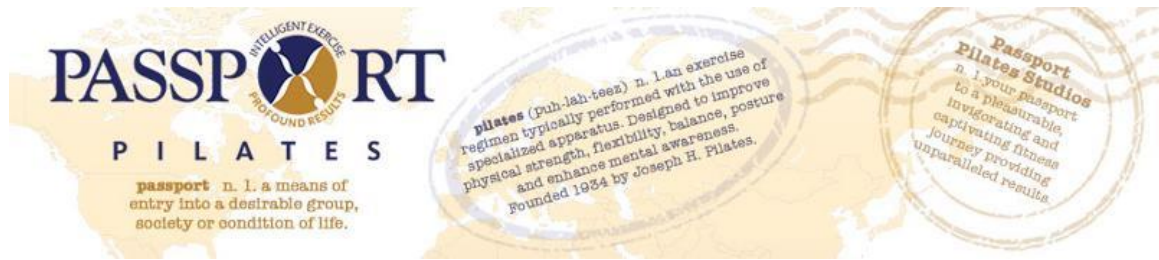 INTELLIGENT EXERCISE
PASSPORT
PROFOUND RESULTS
PILATES
passport n. 1. a means of
entry into a desirable group,
society or condition of life.
pilates (puh-lah-teez) n. 1.an exercise
regimen typically performed with the use of
specialized apparatus. Designed to improve
physical strength, flexibility, balance, posture
and enhance mental awareness.
Founded 1934 by Joseph H. Pilates.
Passport
Pilates Studios
n. 1.your passport
to a pleasurable,
invigorating and
captivating fitness
journey providing
unparalleled results.